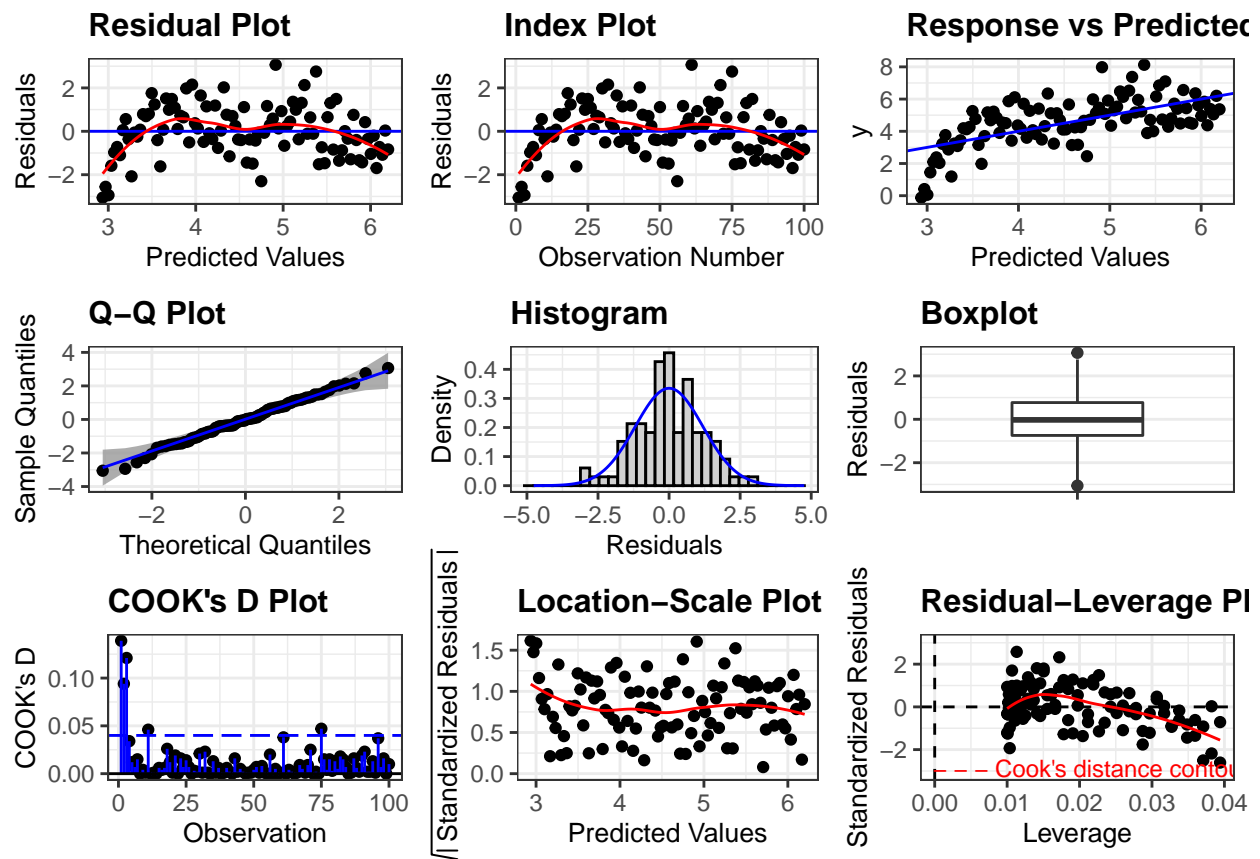 Residual Plot
Residuals
2
0
−2
3 4 5 6
Predicted Values
Index Plot
Residuals
2
0
−2
0 25 50 75 100
Observation Number
Response vs Predicted
y
8
6
4
2
0
3 4 5 6
Predicted Values
Q−Q Plot
Sample Quantiles
4
2
0
−2
−4
−2 0 2
Theoretical Quantiles
Histogram
Density
0.4
0.3
0.2
0.1
0.0
−5.0 −2.5 0.0 2.5 5.0
Residuals
Boxplot
Residuals
2
0
−2
COOK's D Plot
COOK's D
0.10
0.05
0.00
0 25 50 75 100
Observation
Location−Scale Plot
√| Standardized Residuals |
1.5
1.0
0.5
0.0
3 4 5 6
Predicted Values
Residual−Leverage Pl
Standardized Residuals
2
0
−2
Cook's distance contou
0.00 0.01 0.02 0.03 0.04
Leverage